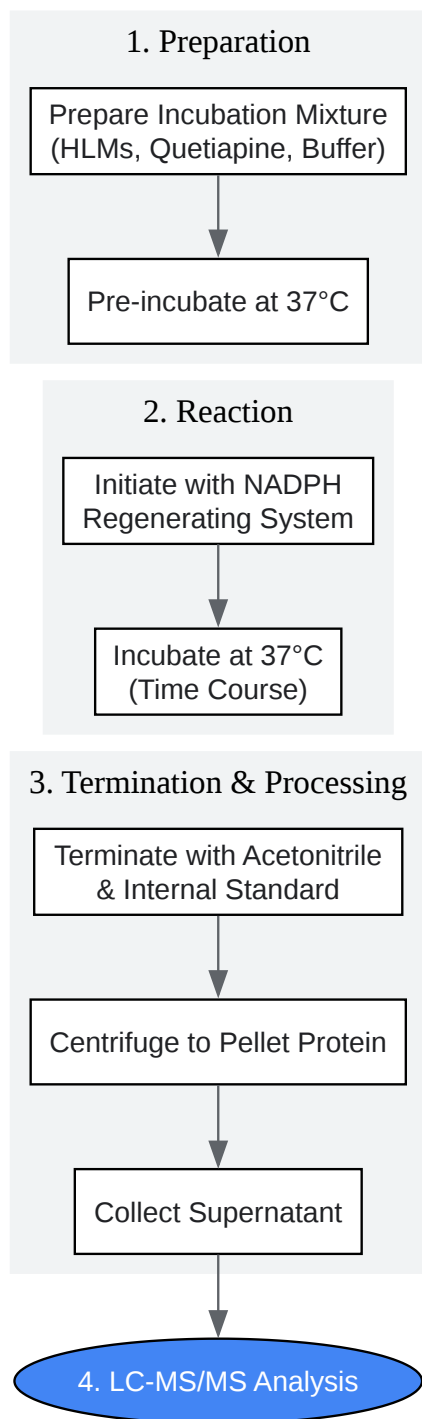 1. Preparation
Prepare Incubation Mixture
(HLMs, Quetiapine, Buffer)
Pre-incubate at 37°C
2. Reaction
Initiate with NADPH
Regenerating System
Incubate at 37°C
(Time Course)
3. Termination & Processing
Terminate with Acetonitrile
& Internal Standard
Centrifuge to Pellet Protein
Collect Supernatant
4. LC-MS/MS Analysis